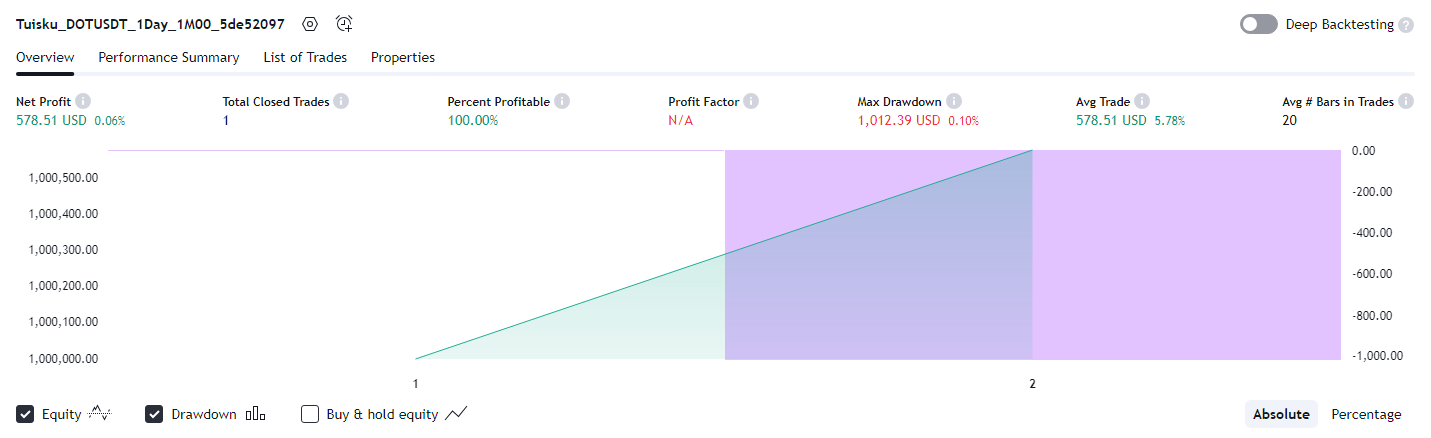 Tuisku_DOTUSDT_1Day_1M00_5de52097 Deep Backtesting ?
Overview Performance Summary List of Trades Properties
Net Profit Total Closed Trades Percent Profitable Profit Factor Max Drawdown Avg Trade Avg # Bars in Trades
578.51 USD 0.06% 1 100.00% N/A 1,012.39 USD 0.10% 578.51 USD 5.78% 20
0.00
1,000,500.00
-200.00
1,000,400.00
-400.00
1,000,300.00
-600.00
1,000,200.00
-800.00
1,000,100.00
-1,000.00
1,000,000.00
1 2
Equity Drawdown Buy & hold equity Absolute Percentage